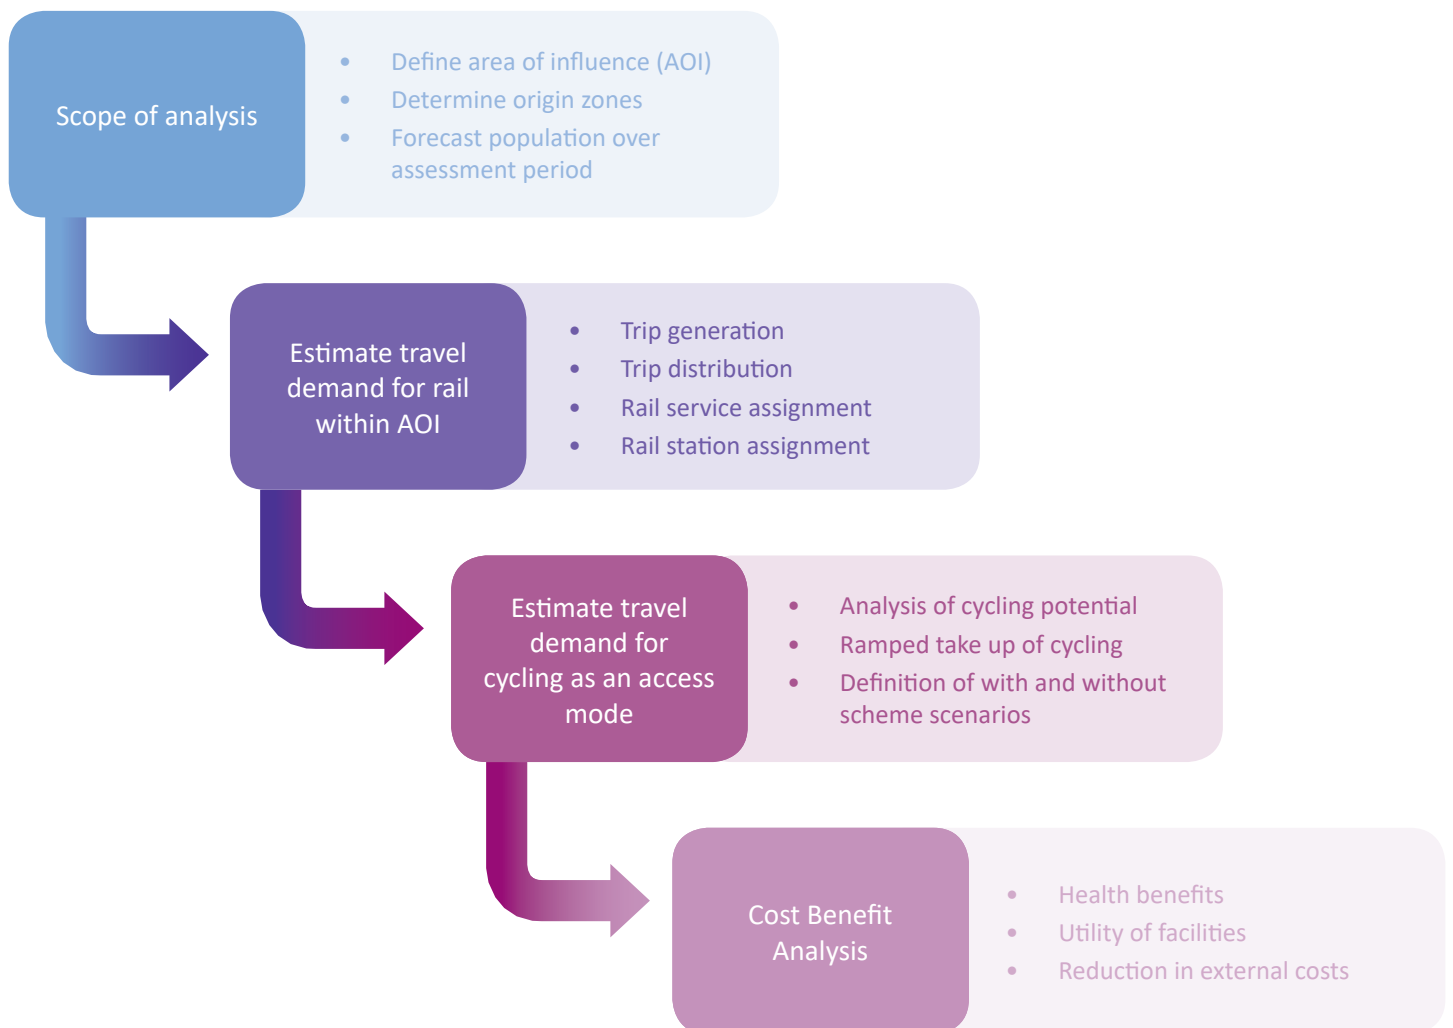 Scope of analysis
• Define area of influence (AOI)
• Determine origin zones
• Forecast population over
assessment period
Estimate travel
demand for rail
within AOI
• Trip generation
• Trip distribution
• Rail service assignment
• Rail station assignment
Estimate travel
demand for
cycling as an access
mode
• Analysis of cycling potential
• Ramped take up of cycling
• Definition of with and without
scheme scenarios
Cost Benefit
Analysis
• Health benefits
• Utility of facilities
• Reduction in external costs